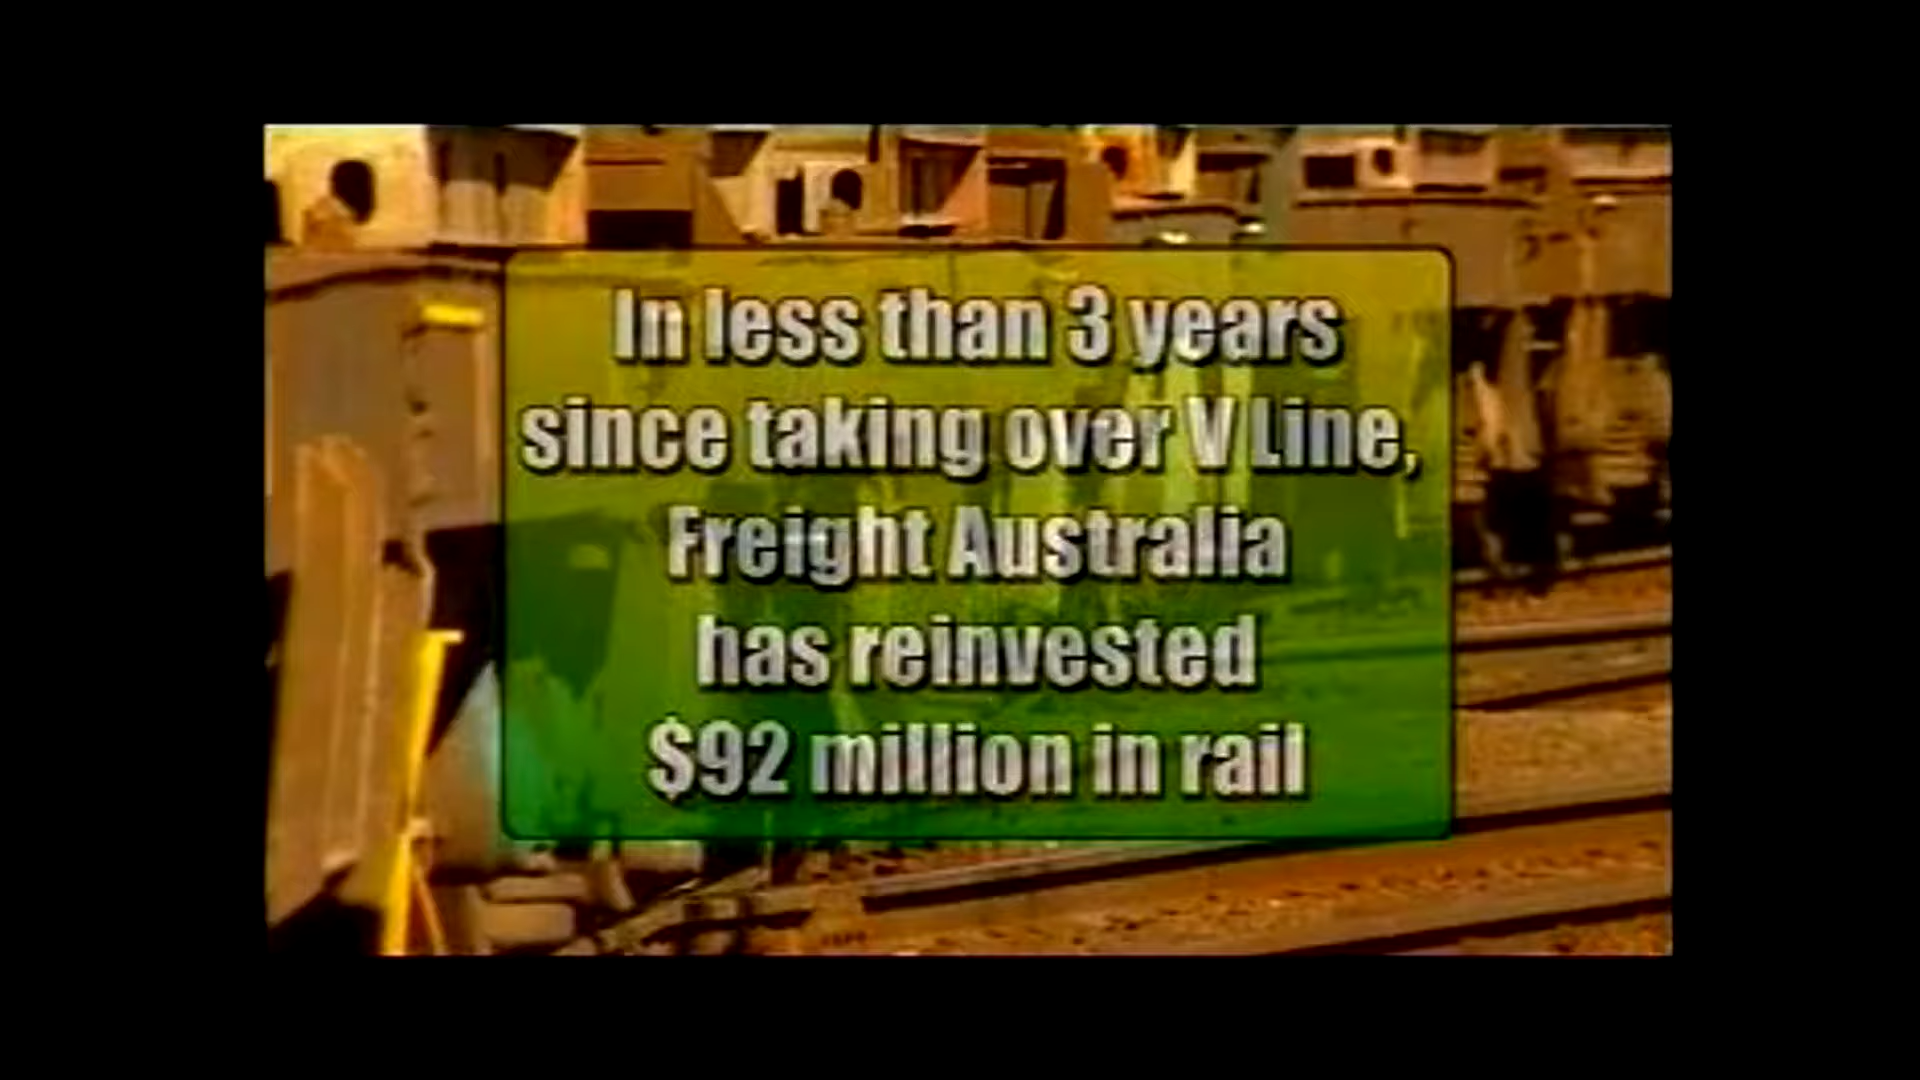 In less than 3 years
since taking over V Line,
Freight Australia
has reinvested
$92 million in rail